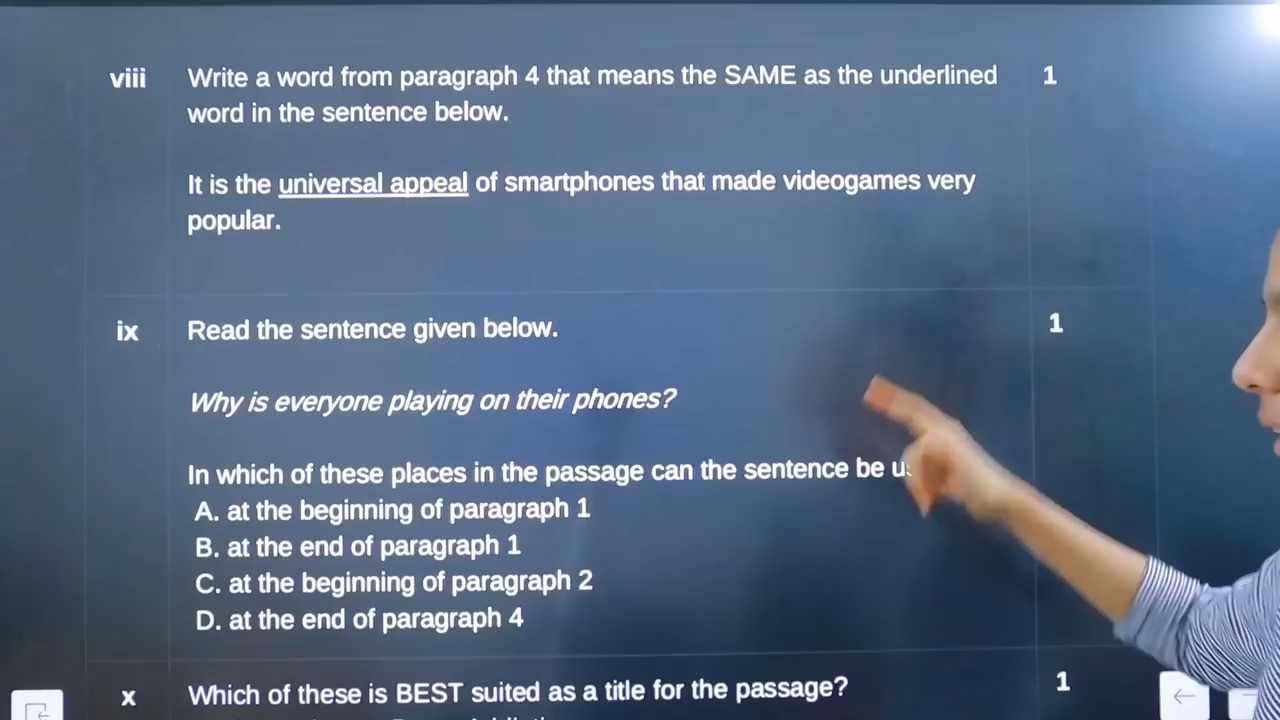 viii Write a word from paragraph 4 that means the SAME as the underlined 1
word in the sentence below.
It is the universal appeal of smartphones that made videogames very
popular.
ix Read the sentence given below. 1
Why is everyone playing on their phones?
In which of these places in the passage can the sentence be
A. at the beginning of paragraph 1
B. at the end of paragraph 1
C. at the beginning of paragraph 2
D. at the end of paragraph 4
x Which of these is BEST suited as a title for the passage? 1